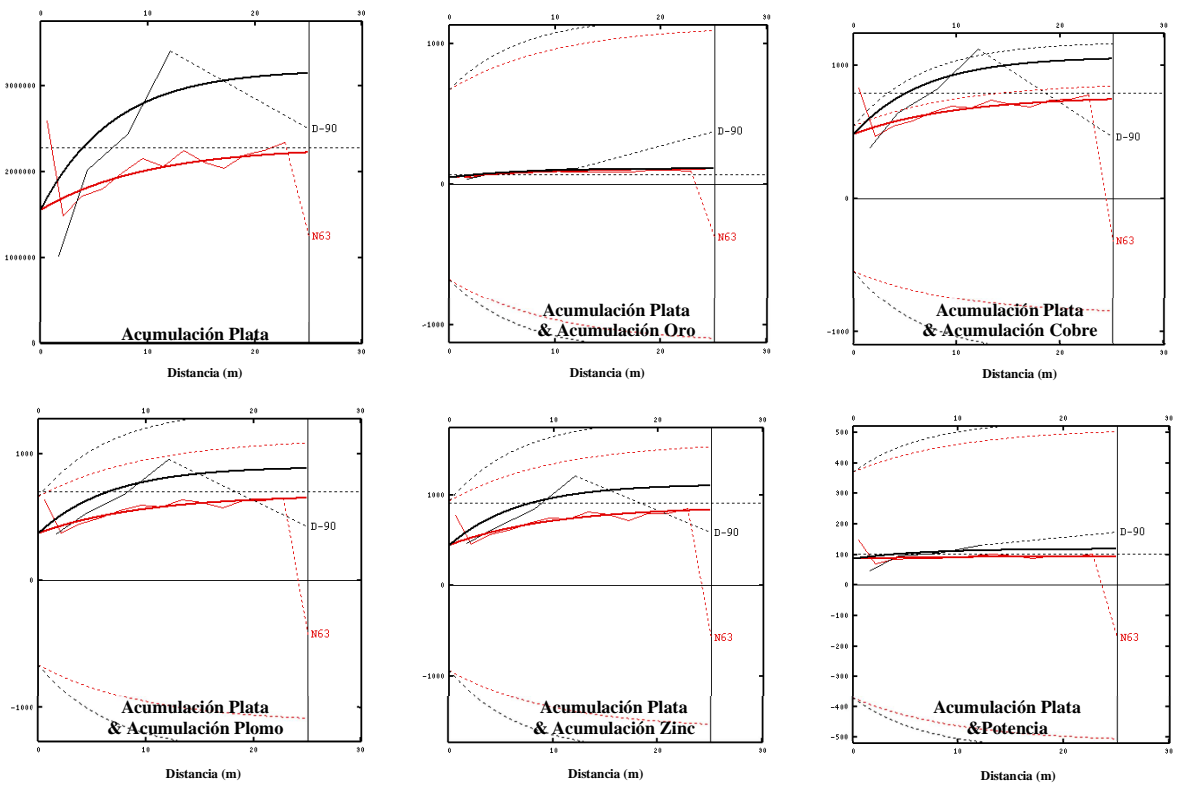 0 10 20 30
3000000
2000000
1000000
0
D-90
N63
Acumulación Plata
0 10 20 30
Distancia (m)
0 10 20 30
1000
0
-1000
D-90
N63
Acumulación Plata
& Acumulación Oro
0 10 20 30
Distancia (m)
0 10 20 30
1000
0
-1000
D-90
N63
Acumulación Plata
& Acumulación Cobre
0 10 20 30
Distancia (m)
0 10 20 30
1000
0
-1000
D-90
N63
Acumulación Plata
& Acumulación Plomo
0 10 20 30
Distancia (m)
0 10 20 30
1000
0
-1000
D-90
N63
Acumulación Plata
& Acumulación Zinc
0 10 20 30
Distancia (m)
0 10 20 30
500
400
300
200
100
0
-100
-200
-300
-400
-500
D-90
N63
Acumulación Plata
&Potencia
0 10 20 30
Distancia (m)